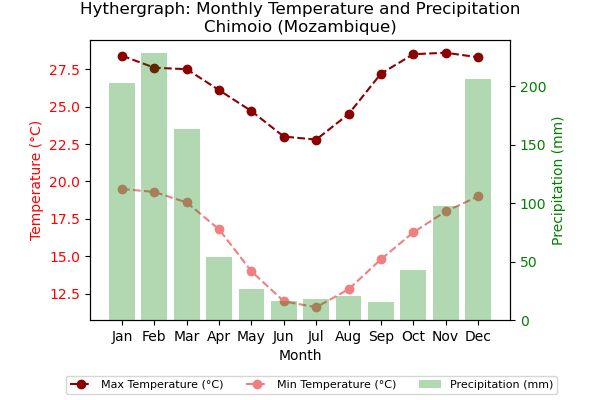 Hythergraph: Monthly Temperature and Precipitation
Chimoio (Mozambique)
27.5
25.0
22.5
20.0
17.5
15.0
12.5
Temperature (°C)
200
150
100
50
0
Precipitation (mm)
Jan Feb Mar Apr May Jun Jul Aug Sep Oct Nov Dec
Month
Max Temperature (°C) Min Temperature (°C) Precipitation (mm)